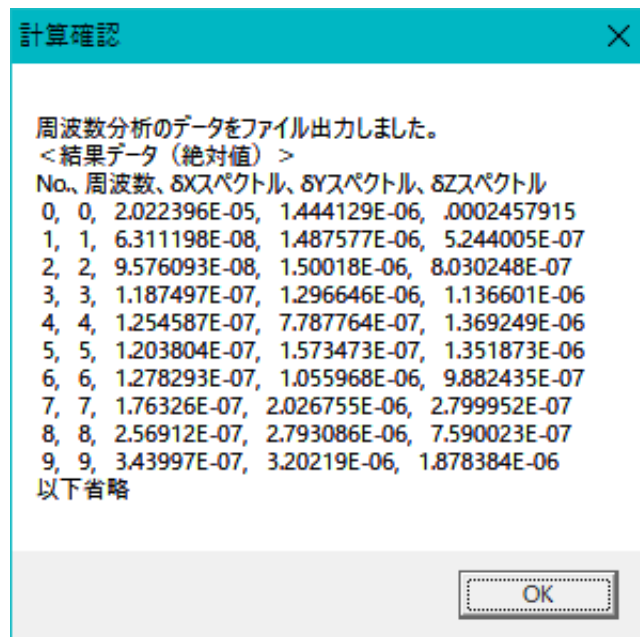 計算確認
周波数分析のデータをファイル出力しました。
＜結果データ（絶対値）＞
No.、周波数、δXスペクトル、δYスペクトル、δZスペクトル
0, 0, 2.022396E-05, 1.444129E-06, .0002457915
1, 1, 6.311198E-08, 1.487577E-06, 5.244005E-07
2, 2, 9.576093E-08, 1.50018E-06, 8.030248E-07
3, 3, 1.187497E-07, 1.296646E-06, 1.136601E-06
4, 4, 1.254587E-07, 7.787764E-07, 1.369249E-06
5, 5, 1.203804E-07, 1.573473E-07, 1.351873E-06
6, 6, 1.278293E-07, 1.055968E-06, 9.882435E-07
7, 7, 1.76326E-07, 2.026755E-06, 2.799952E-07
8, 8, 2.56912E-07, 2.793086E-06, 7.590023E-07
9, 9, 3.43997E-07, 3.20219E-06, 1.878384E-06
以下省略
OK